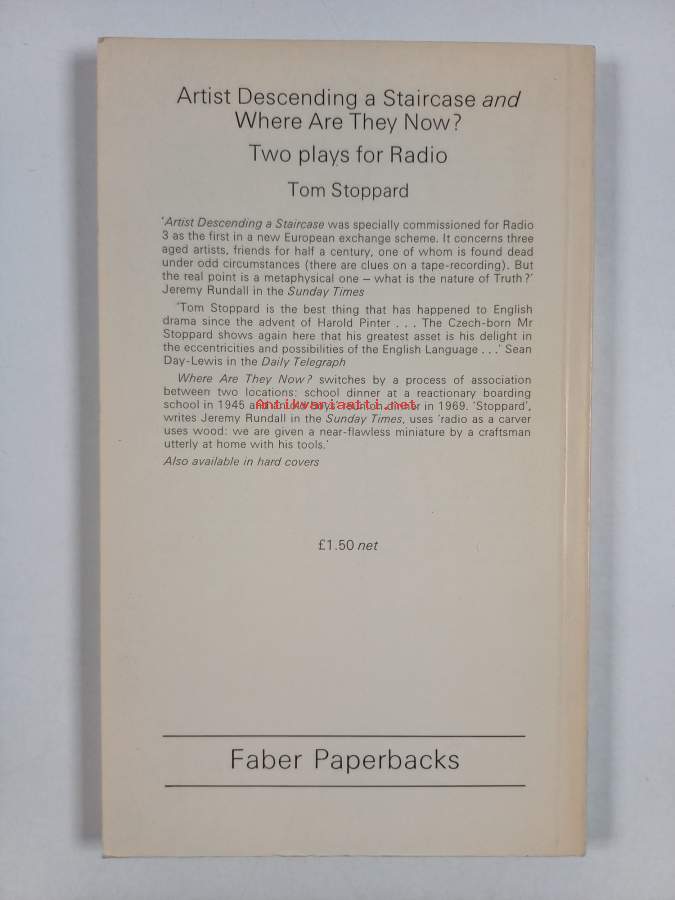 Artist Descending a Staircase and
Where Are They Now?
Two plays for Radio
Tom Stoppard
'Artist Descending a Staircase was specially commissioned for Radio
3 as the first in a new European exchange scheme. It concerns three
aged artists, friends for half a century, one of whom is found dead
under odd circumstances (there are clues on a tape-recording). But
the real point is a metaphysical one – what is the nature of Truth?'
Jeremy Rundall in the Sunday Times
'Tom Stoppard is the best thing that has happened to English
drama since the advent of Harold Pinter . . . The Czech-born Mr
Stoppard shows again here that his greatest asset is his delight in
the eccentricities and possibilities of the English Language . . .' Sean
Day-Lewis in the Daily Telegraph
Where Are They Now? switches by a process of association
between two locations: school dinner at a reactionary boarding
school in 1945 and an old boys' reunion dinner in 1969. 'Stoppard',
Antikvariaatti.net
writes Jeremy Rundall in the Sunday Times, uses 'radio as a carver
uses wood: we are given a near-flawless miniature by a craftsman
utterly at home with his tools.'
Also available in hard covers
£1.50 net
Faber Paperbacks